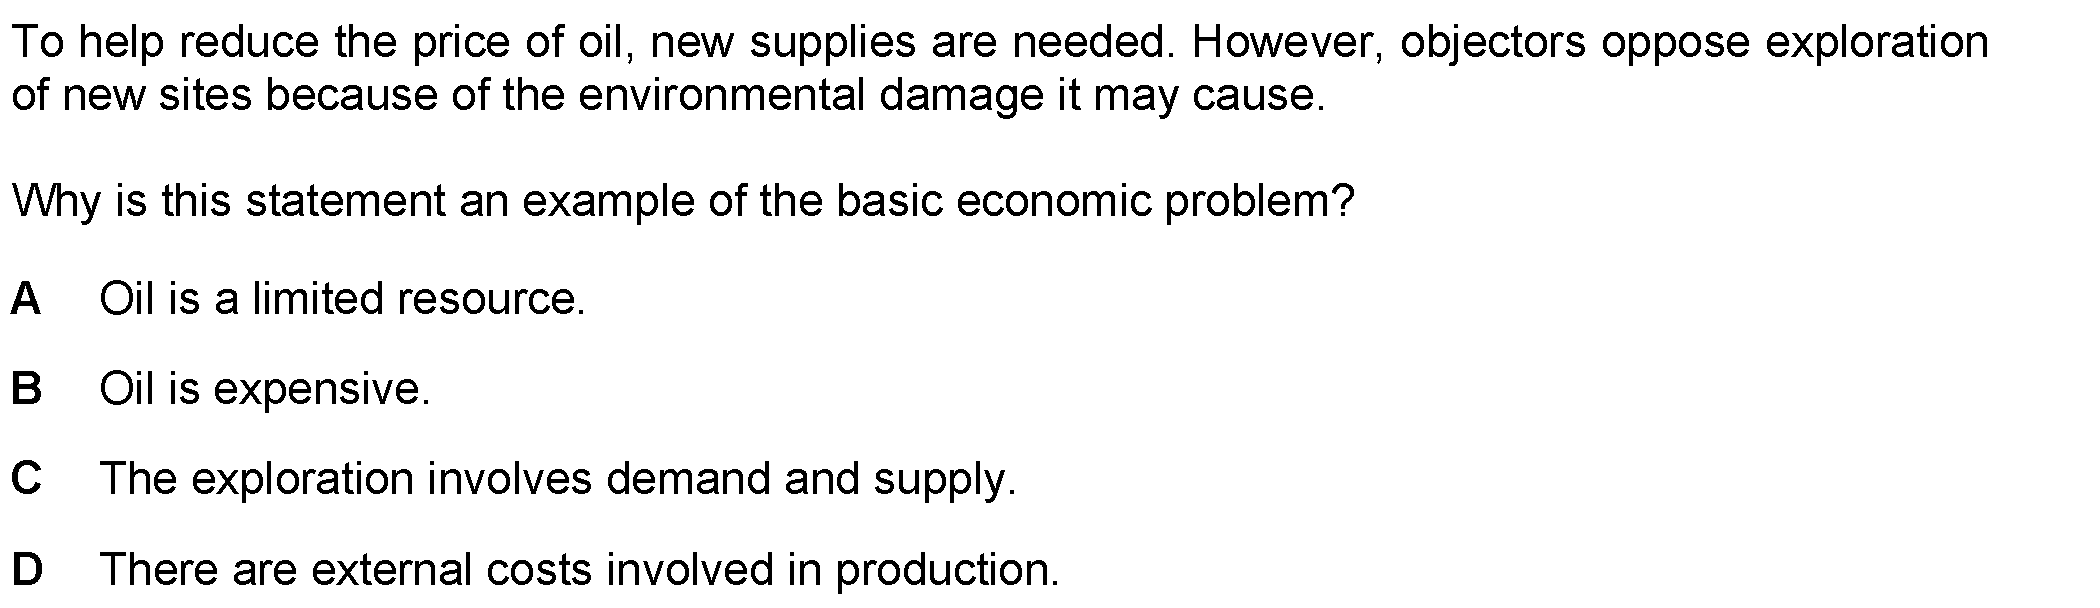 To help reduce the price of oil, new supplies are needed. However, objectors oppose exploration
of new sites because of the environmental damage it may cause.
Why is this statement an example of the basic economic problem?
A Oil is a limited resource.
B Oil is expensive.
C The exploration involves demand and supply.
D There are external costs involved in production.